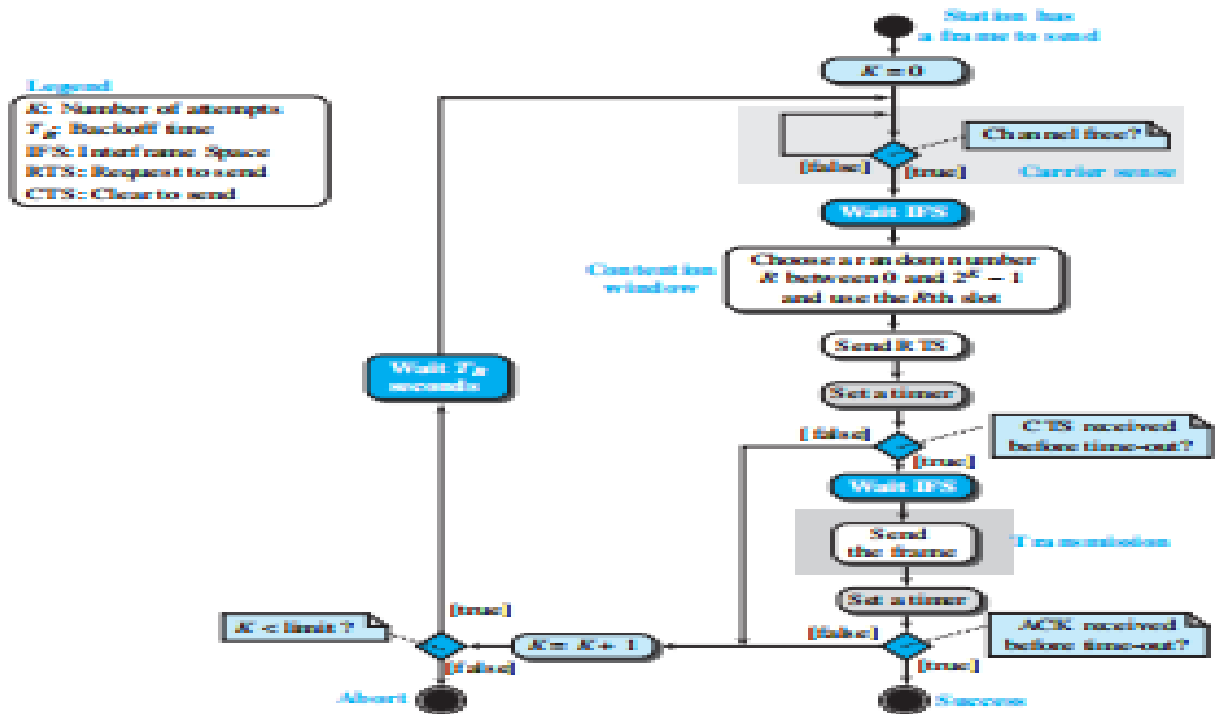 Station has
a frame to send
K = 0
Legend
K: Number of attempts
T_B: Backoff time
IFS: Interframe Space
RTS: Request to send
CTS: Clear to send
Channel free?
[false]
[true]
Carrier sense
Wait IFS
Contention
window
Choose a random number
R between 0 and 2^K − 1
and use the Rth slot
Send RTS
Wait T_B
seconds
Set a timer
[false]
CTS received
before time-out?
[true]
Wait IFS
Send
the frame
Transmission
Set a timer
[true]
K < limit ?
K = K + 1
[false]
ACK received
before time-out?
[false]
[true]
Abort
Success